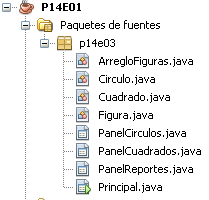 P14E01
Paquetes de fuentes
p14e03
ArregloFiguras.java
Circulo.java
Cuadrado.java
Figura.java
PanelCirculos.java
PanelCuadrados.java
PanelReportes.java
Principal.java